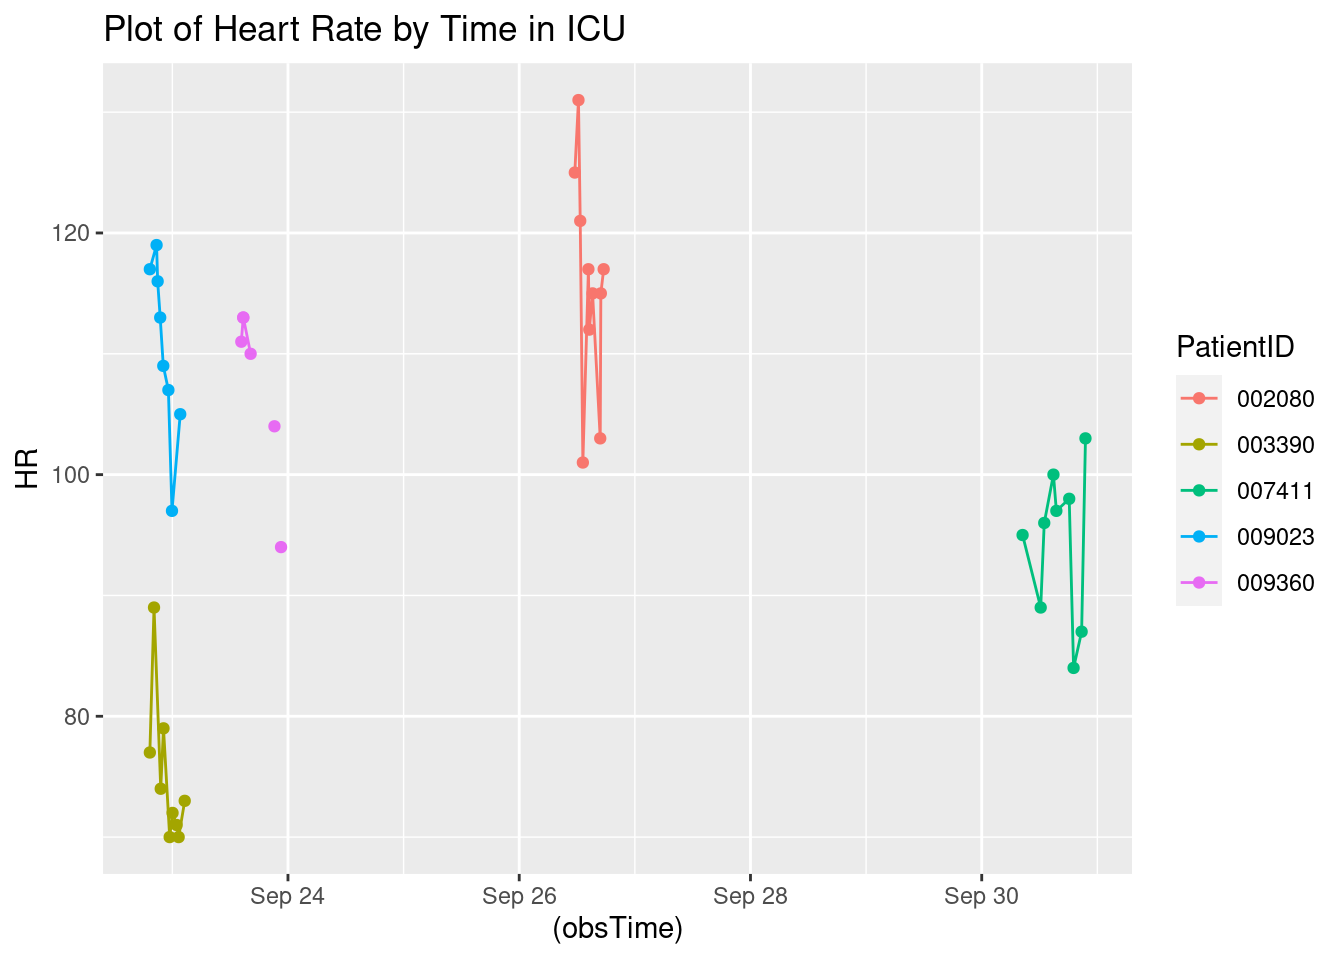 Plot of Heart Rate by Time in ICU
HR
120
100
80
Sep 24
Sep 26
Sep 28
Sep 30
(obsTime)
PatientID
002080
003390
007411
009023
009360